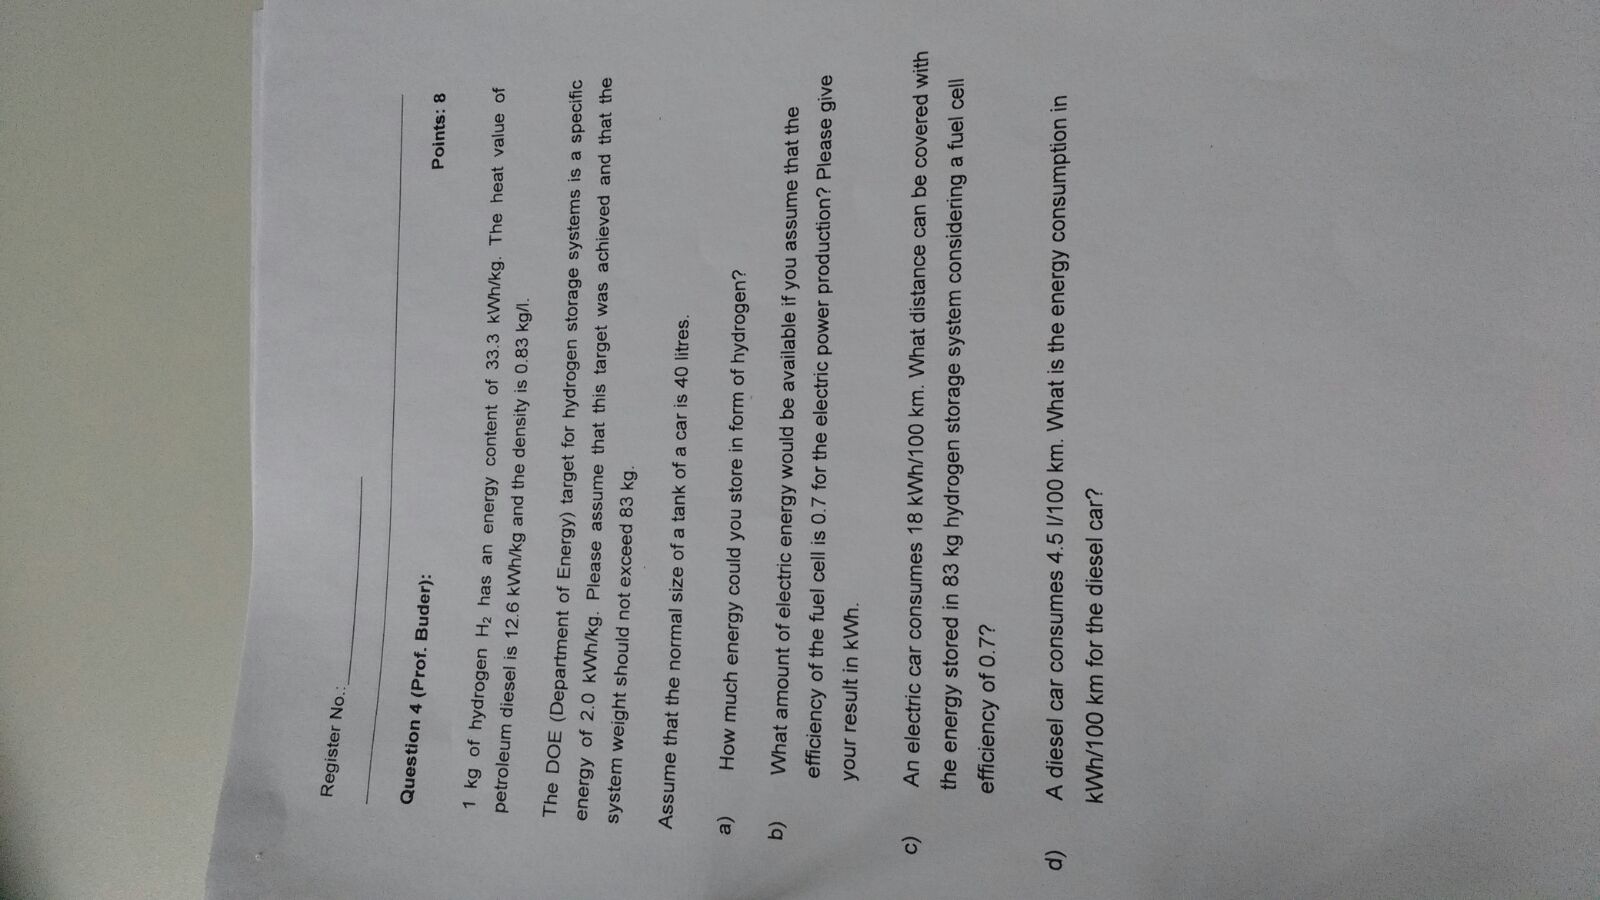 Register No.:
Question 4 (Prof. Buder):
Points: 8
1 kg of hydrogen H₂ has an energy content of 33.3 kWh/kg. The heat value of
petroleum diesel is 12.6 kWh/kg and the density is 0.83 kg/l.
The DOE (Department of Energy) target for hydrogen storage systems is a specific
energy of 2.0 kWh/kg. Please assume that this target was achieved and that the
system weight should not exceed 83 kg.
Assume that the normal size of a tank of a car is 40 litres.
a) How much energy could you store in form of hydrogen?
b) What amount of electric energy would be available if you assume that the
efficiency of the fuel cell is 0.7 for the electric power production? Please give
your result in kWh.
c) An electric car consumes 18 kWh/100 km. What distance can be covered with
the energy stored in 83 kg hydrogen storage system considering a fuel cell
efficiency of 0.7?
d) A diesel car consumes 4.5 l/100 km. What is the energy consumption in
kWh/100 km for the diesel car?